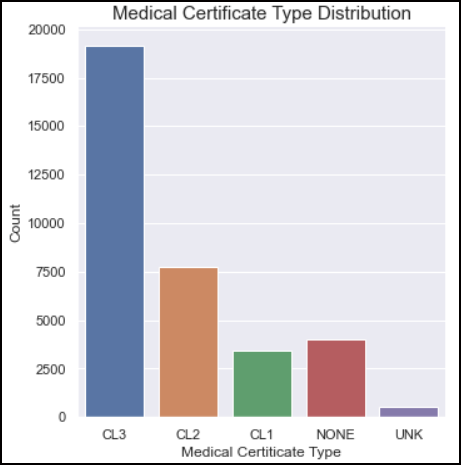 Medical Certificate Type Distribution
20000
17500
15000
12500
10000
7500
5000
2500
0
Count
CL3 CL2 CL1 NONE UNK
Medical Certiticate Type